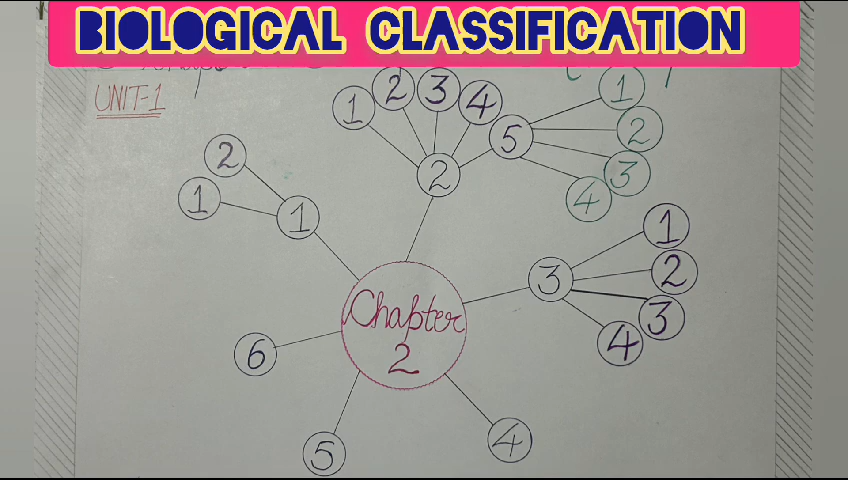 BIOLOGICAL CLASSIFICATION
UNIT-1
1 2 3 4 5 1
2
2 2 3
1 1 4
3 1
2
3
4
Chapter
2
6
5 4